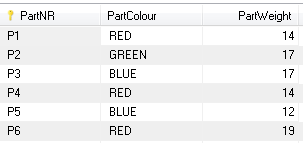 PartNR PartColour PartWeight
P1 RED 14
P2 GREEN 17
P3 BLUE 17
P4 RED 14
P5 BLUE 12
P6 RED 19